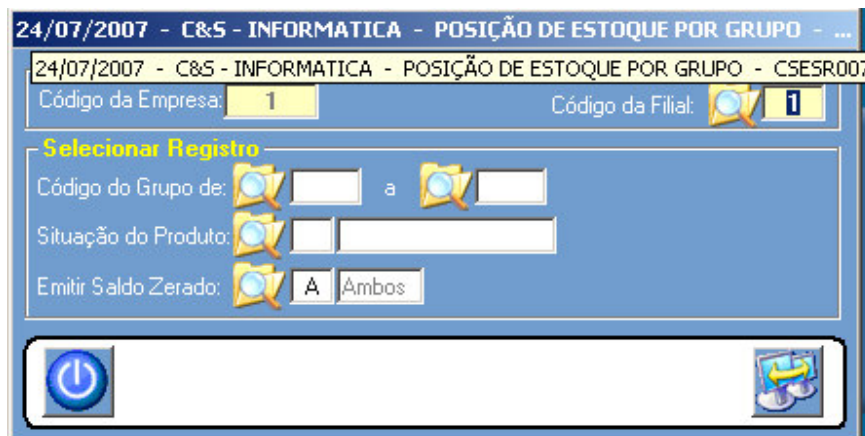 24/07/2007 - C&S - INFORMATICA - POSIÇÃO DE ESTOQUE POR GRUPO - ...
24/07/2007 - C&S - INFORMATICA - POSIÇÃO DE ESTOQUE POR GRUPO - CSESR007
Código da Empresa: 1 Código da Filial: 1
Selecionar Registro
Código do Grupo de: a
Situação do Produto:
Emitir Saldo Zerado: A Ambos